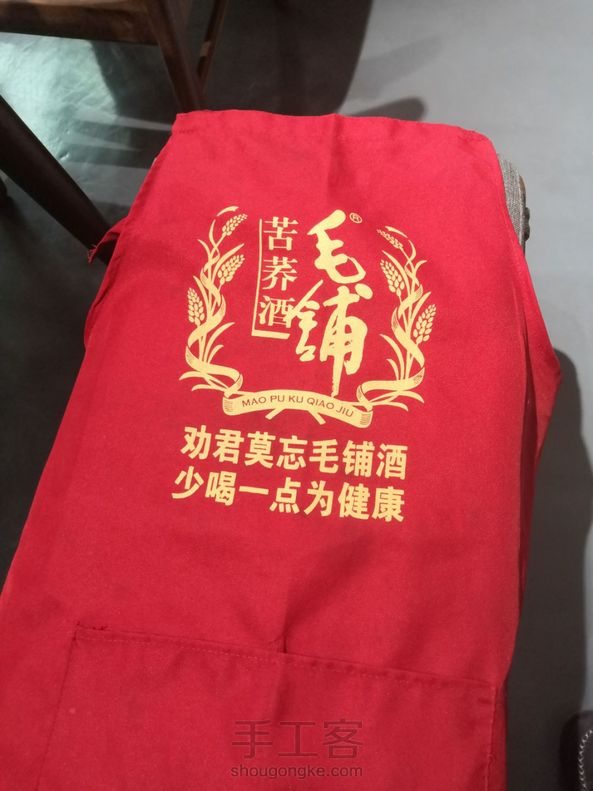 毛铺®
苦荞酒
MAO PU KU QIAO JIU
劝君莫忘毛铺酒
少喝一点为健康
手工客
shougongke.com